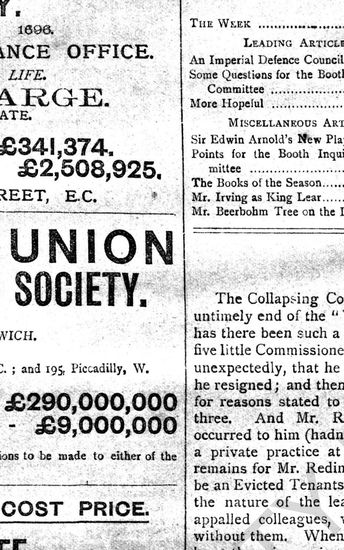 Y.
1696.
ANCE OFFICE.
LIFE.
ARGE.
ATE.
£341,374.
£2,508,925.
REET, E.C.
UNION
SOCIETY.
WICH.
C. ; and 195, Piccadilly, W.
£290,000,000
- £9,000,000
ions to be made to either of the
COST PRICE.
THE WEEK
LEADING ARTICLE
An Imperial Defence Council
Some Questions for the Booth
Committee
More Hopeful
MISCELLANEOUS ART
Sir Edwin Arnold's New Play
Points for the Booth Inqui
mittee
The Books of the Season
Mr. Irving as King Lear
Mr. Beerbohm Tree on the I
The Collapsing Co
untimely end of the "
has there been such a
five little Commissione
unexpectedly, that he
he resigned; and then
for reasons stated to
three. And Mr. R
occurred to him (hadn
a private practice at
remains for Mr. Redin
be an Evicted Tenants
the nature of the lea
appalled colleagues, v
without them. When